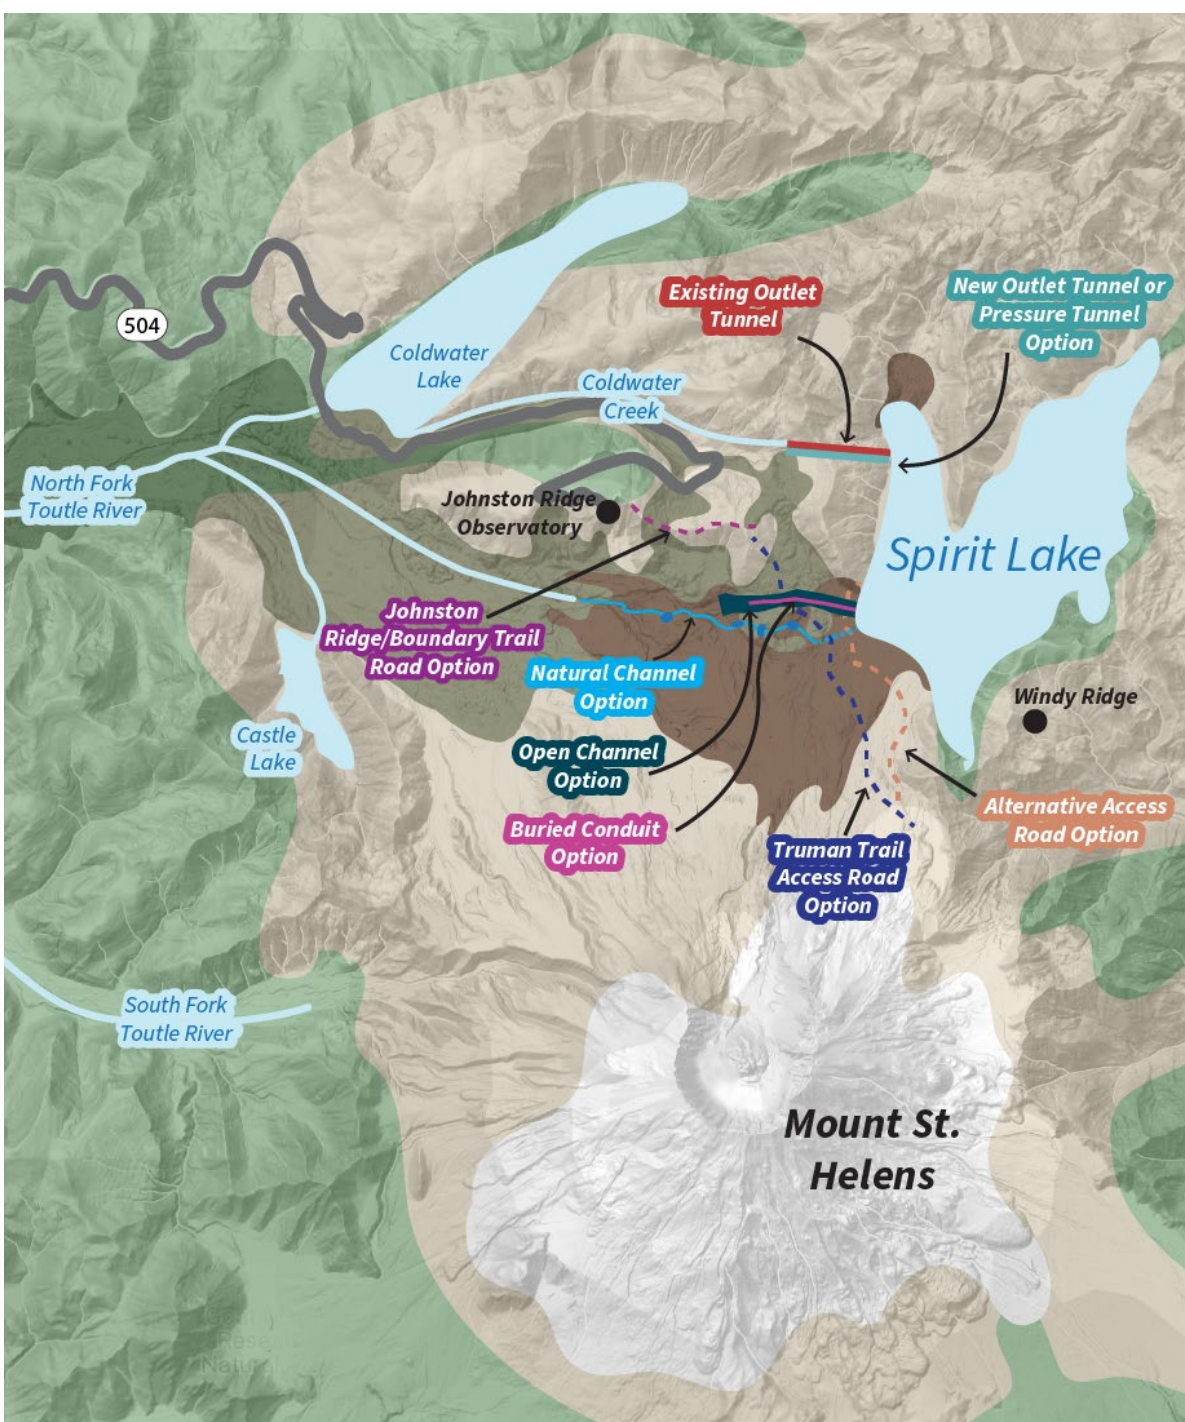 Existing Outlet
Tunnel
New Outlet Tunnel or
Pressure Tunnel
Option
504
Coldwater
Lake
Coldwater
Creek
North Fork
Toutle River
Johnston Ridge
Observatory
Spirit Lake
Johnston
Ridge/Boundary Trail
Road Option
Natural Channel
Option
Windy Ridge
Castle
Lake
Open Channel
Option
Alternative Access
Road Option
Buried Conduit
Option
Truman Trail
Access Road
Option
South Fork
Toutle River
Mount St.
Helens
Natural